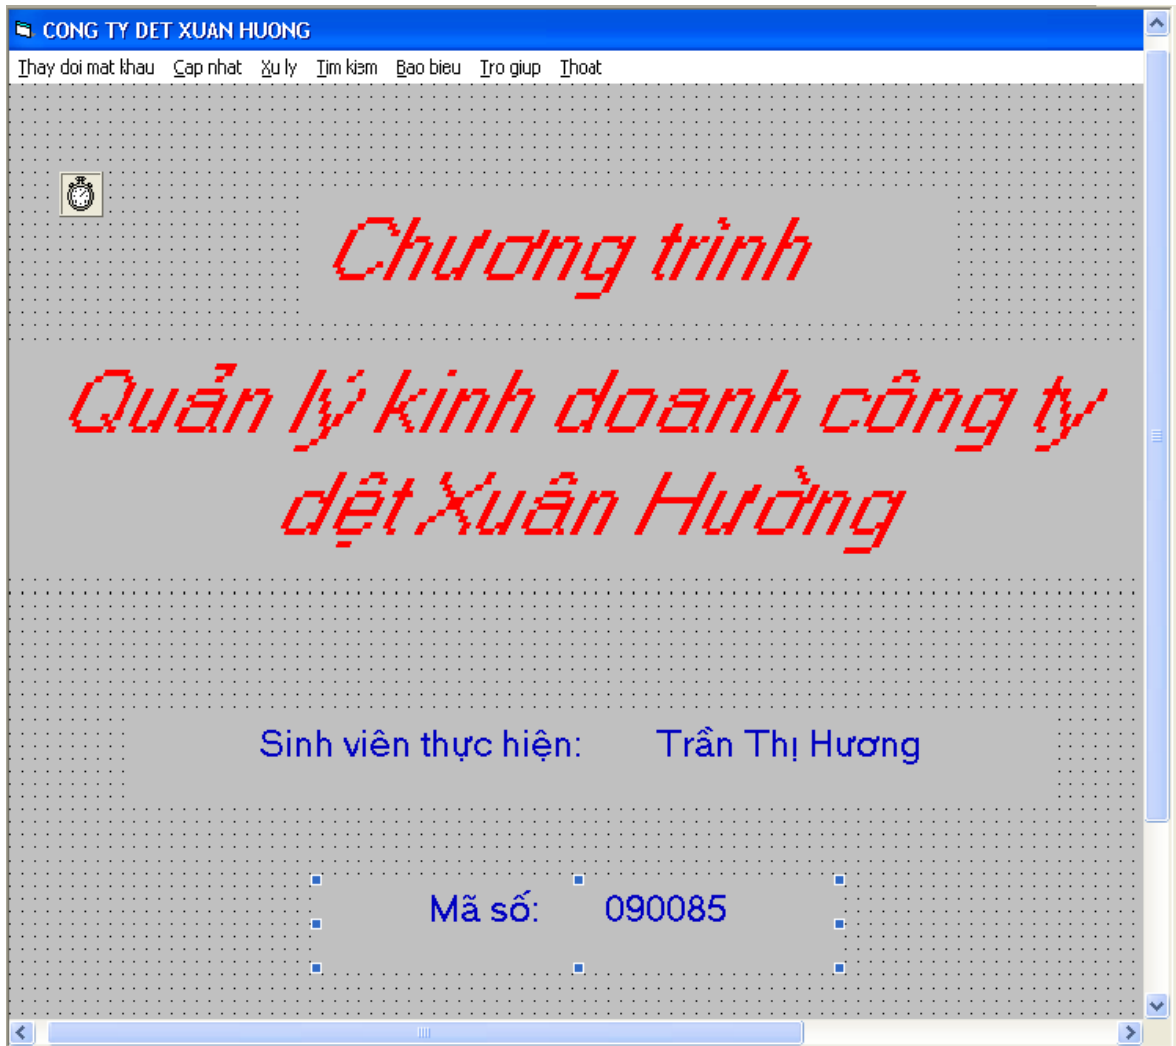 CONG TY DET XUAN HUONG
Thay doi mat khau Cap nhat Xu ly Tim kiem Bao bieu Tro giup Thoat
Chương trình
Quản lý kinh doanh công ty
dệt Xuân Hường
Sinh viên thực hiện: Trần Thị Hương
Mã số: 090085